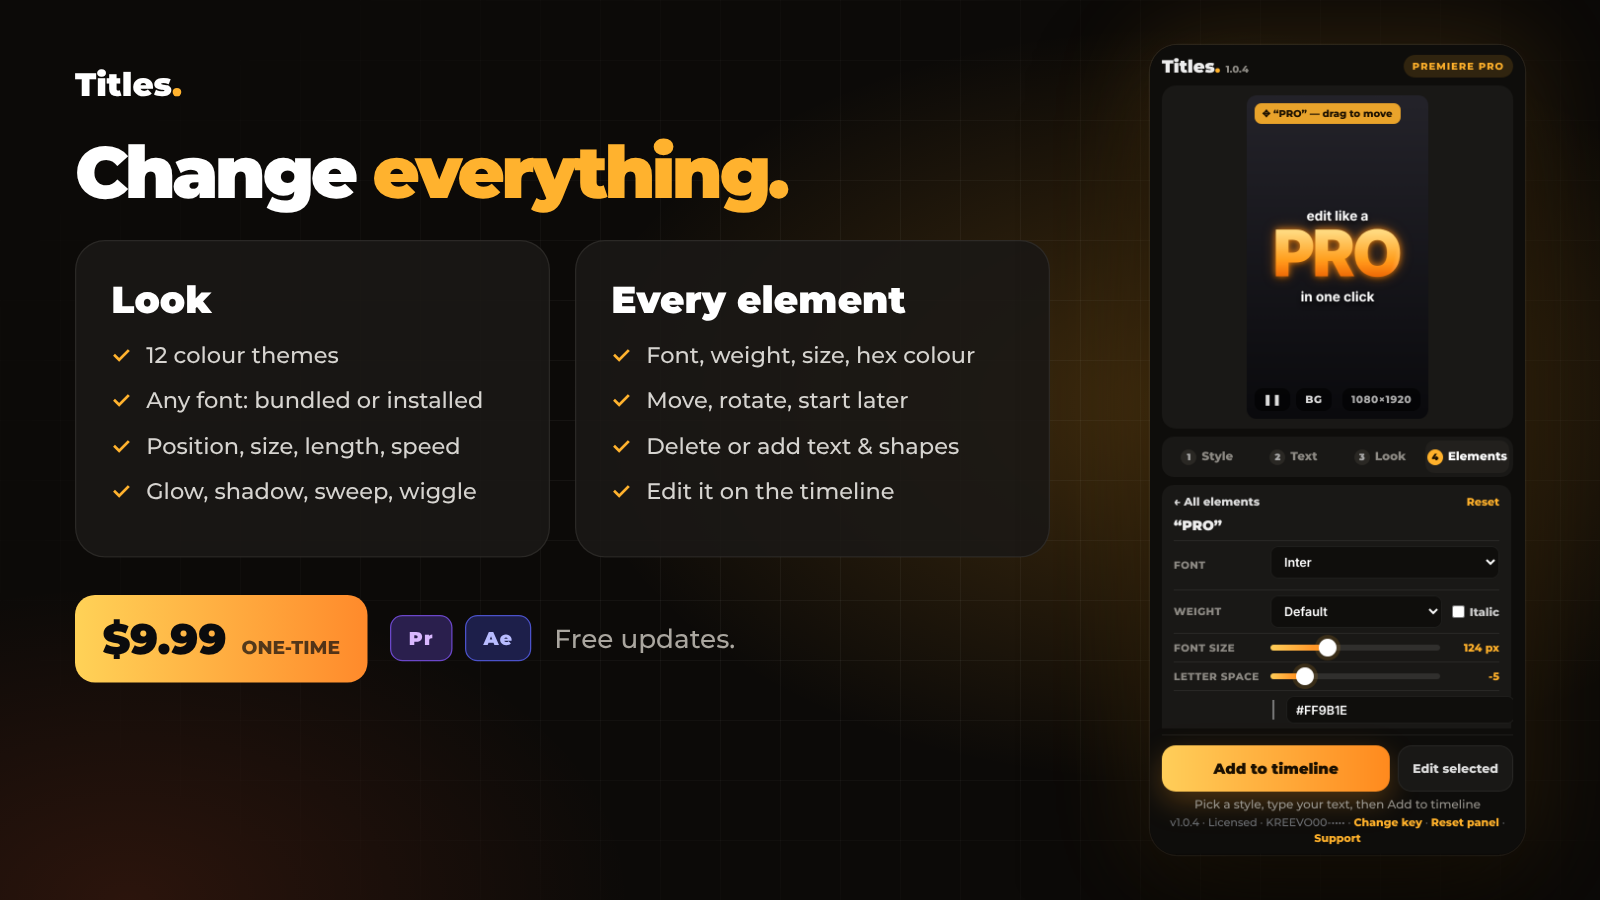 Titles.
Change everything.
Look
12 colour themes
Any font: bundled or installed
Position, size, length, speed
Glow, shadow, sweep, wiggle
Every element
Font, weight, size, hex colour
Move, rotate, start later
Delete or add text & shapes
Edit it on the timeline
$9.99 ONE-TIME
Pr
Ae
Free updates.
Titles. 1.0.4
PREMIERE PRO
✥ “PRO” — drag to move
edit like a
PRO
in one click
BG
1080×1920
1 Style
2 Text
3 Look
4 Elements
← All elements
Reset
“PRO”
FONT
Inter
WEIGHT
Default
Italic
FONT SIZE
124 px
LETTER SPACE
-5
#FF9B1E
Add to timeline
Edit selected
Pick a style, type your text, then Add to timeline
v1.0.4 · Licensed · KREEVO00····· · Change key · Reset panel ·
Support